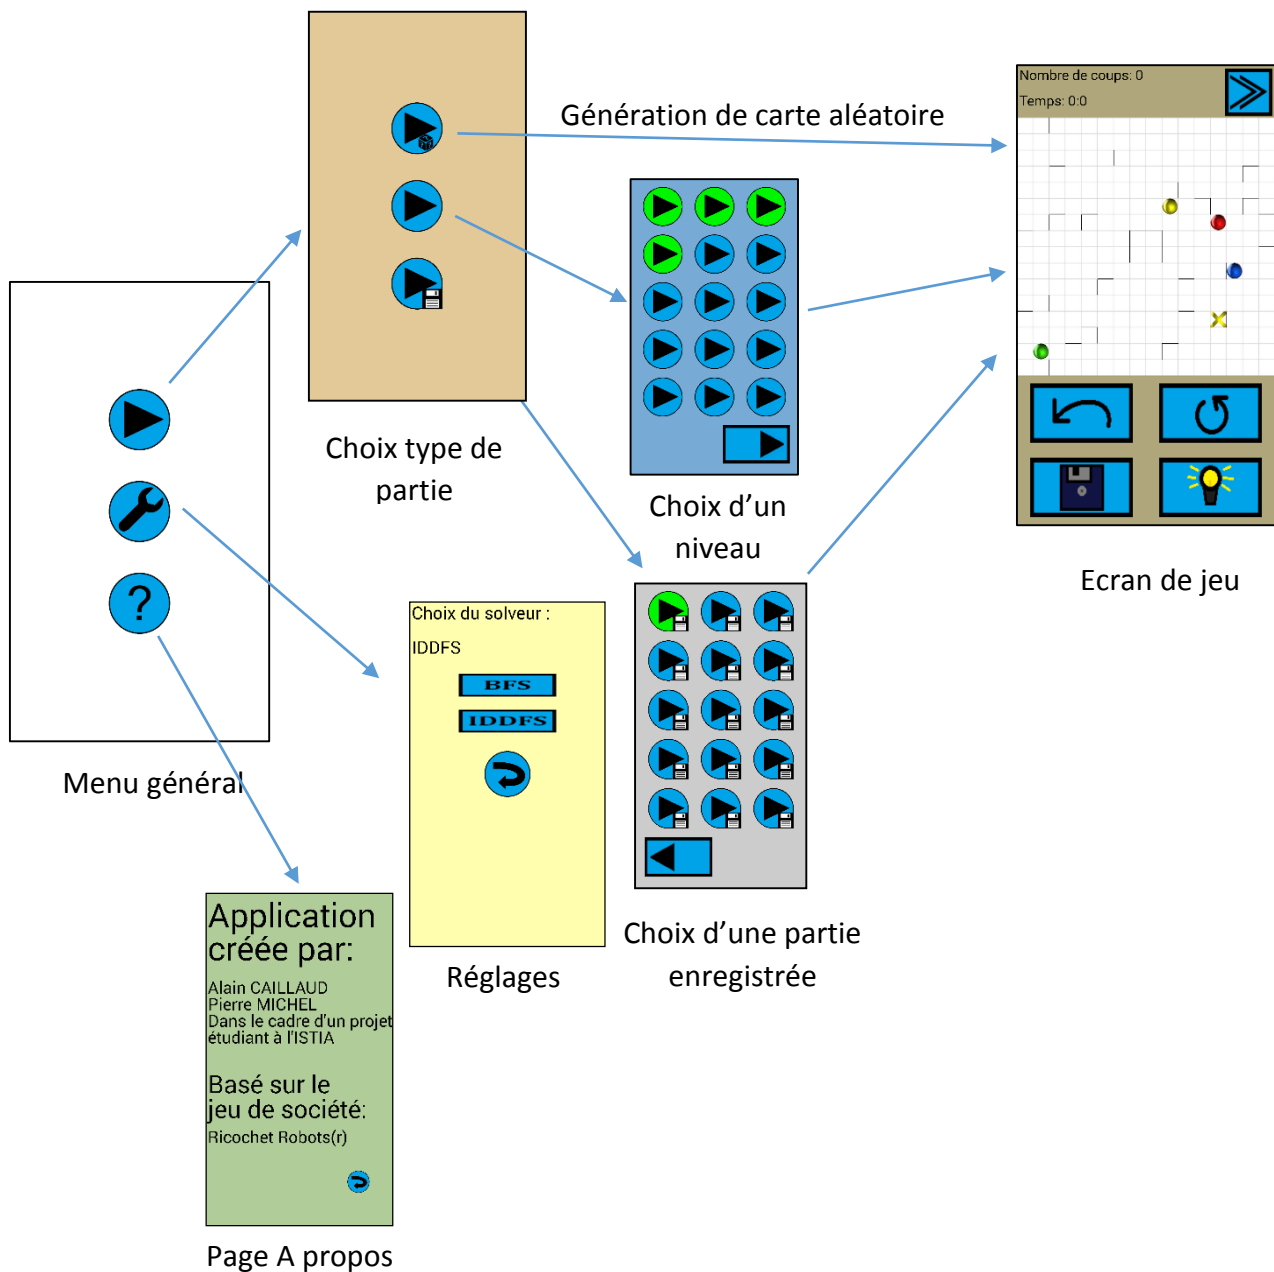 Nombre de coups: 0
Temps: 0:0
Génération de carte aléatoire
Choix type de
partie
Choix d'un
niveau
Ecran de jeu
?
Menu général
Choix du solveur :
IDDFS
BFS
IDDFS
Réglages
Choix d'une partie
enregistrée
Application
créée par:
Alain CAILLAUD
Pierre MICHEL
Dans le cadre d'un projet
étudiant à l'ISTIA
Basé sur le
jeu de société:
Ricochet Robots(r)
Page A propos